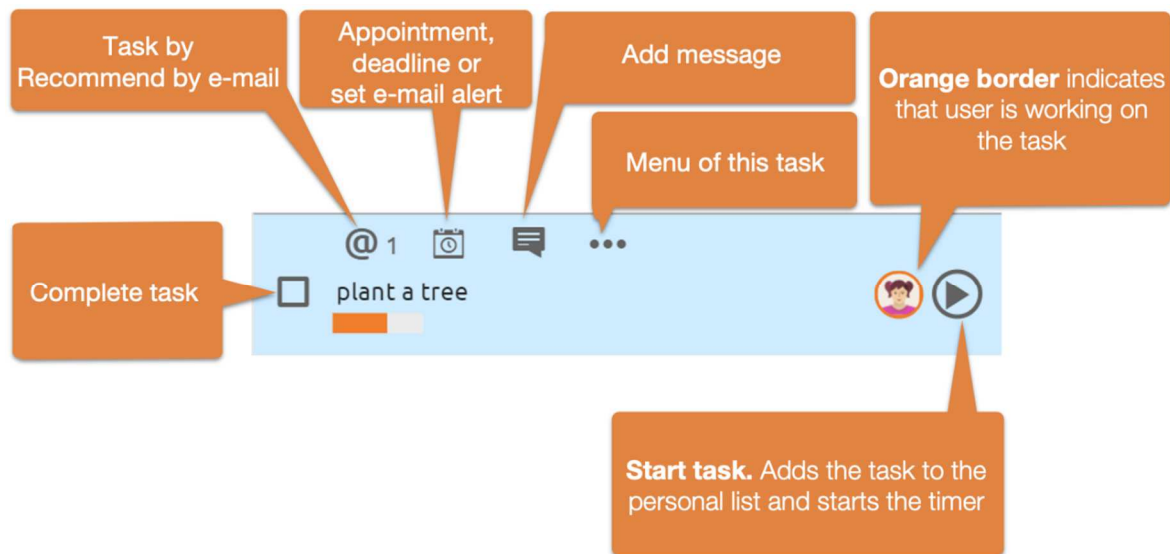 Task by
Recommend by e-mail
Appointment,
deadline or
set e-mail alert
Add message
Orange border indicates
that user is working on
the task
Menu of this task
@ 1
Complete task
plant a tree
Start task. Adds the task to the
personal list and starts the timer